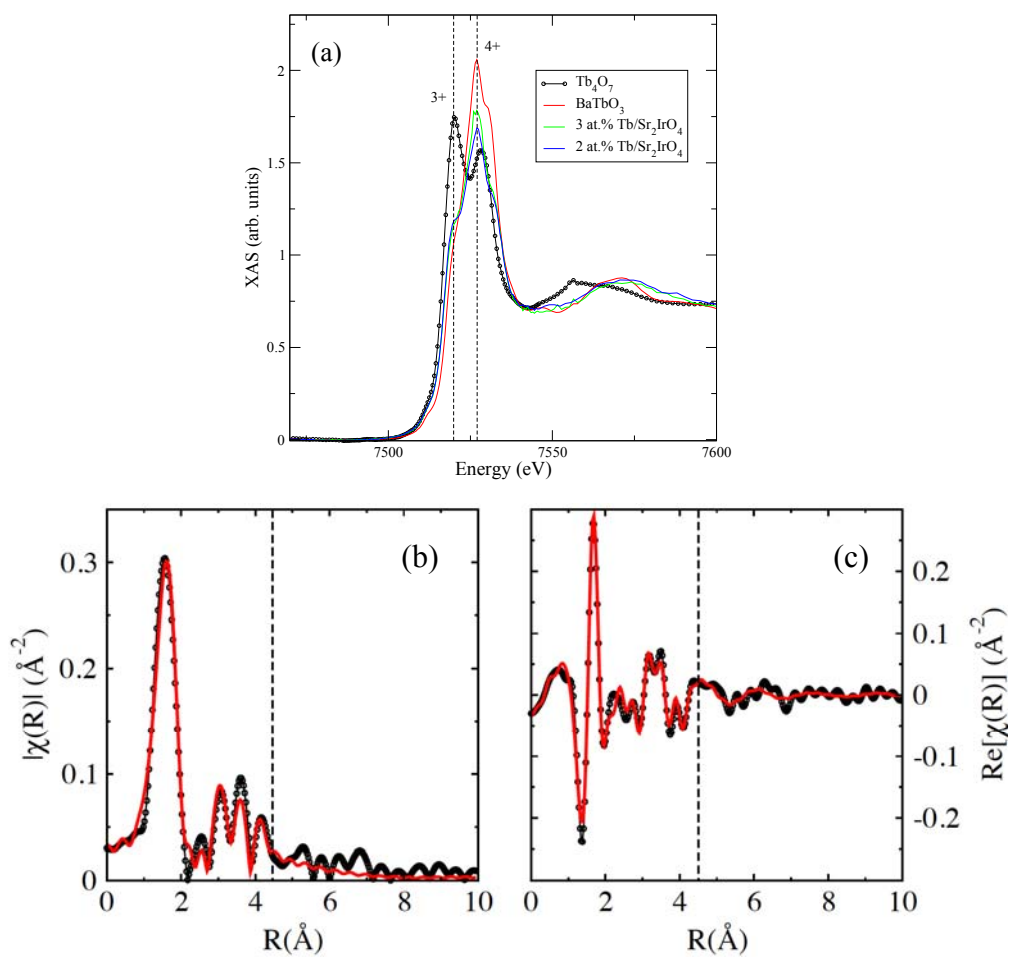 (a)
3+
4+
Tb₄O₇
BaTbO₃
3 at.% Tb/Sr₂IrO₄
2 at.% Tb/Sr₂IrO₄
XAS (arb. units)
2
1.5
1
0.5
0
7500
7550
7600
Energy (eV)
(b)
|χ(R)| (Å⁻²)
0.3
0.2
0.1
0
0 2 4 6 8 10
R(Å)
(c)
0.2
0.1
0
-0.1
-0.2
Re[χ(R)] (Å⁻²)
0 2 4 6 8 10
R(Å)